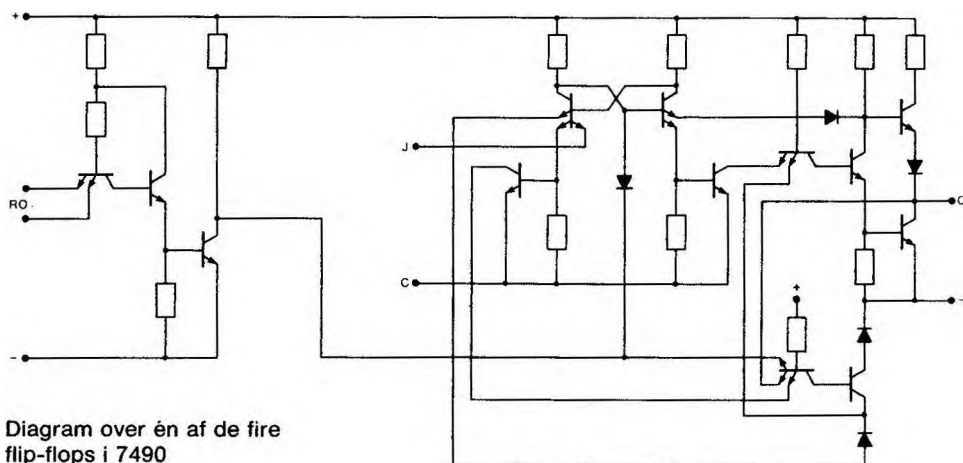 +
J
RO
Q
C
+
-
-
Diagram over én af de fire
flip-flops i 7490